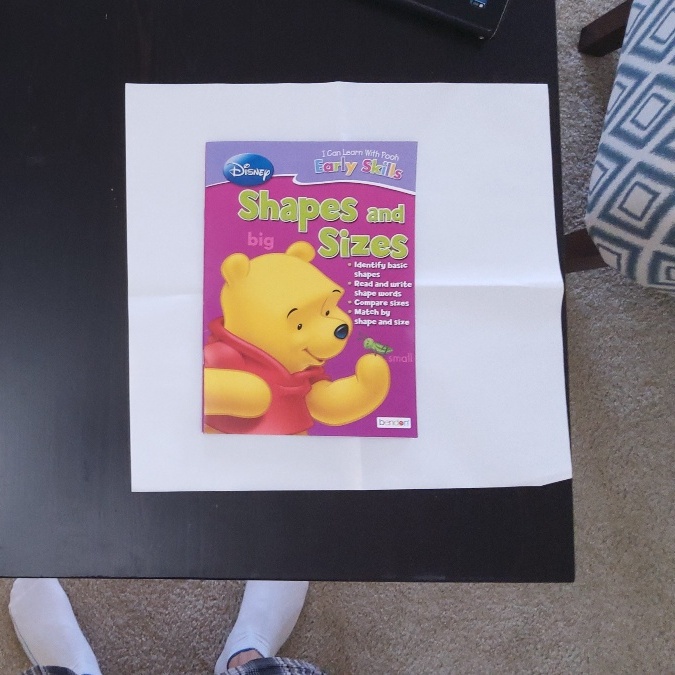 Disney
I Can Learn With Pooh
Early Skills
Shapes and
Sizes
big
• Identify basic
shapes
• Read and write
shape words
• Compare sizes
• Match by
shape and size
small
bendon